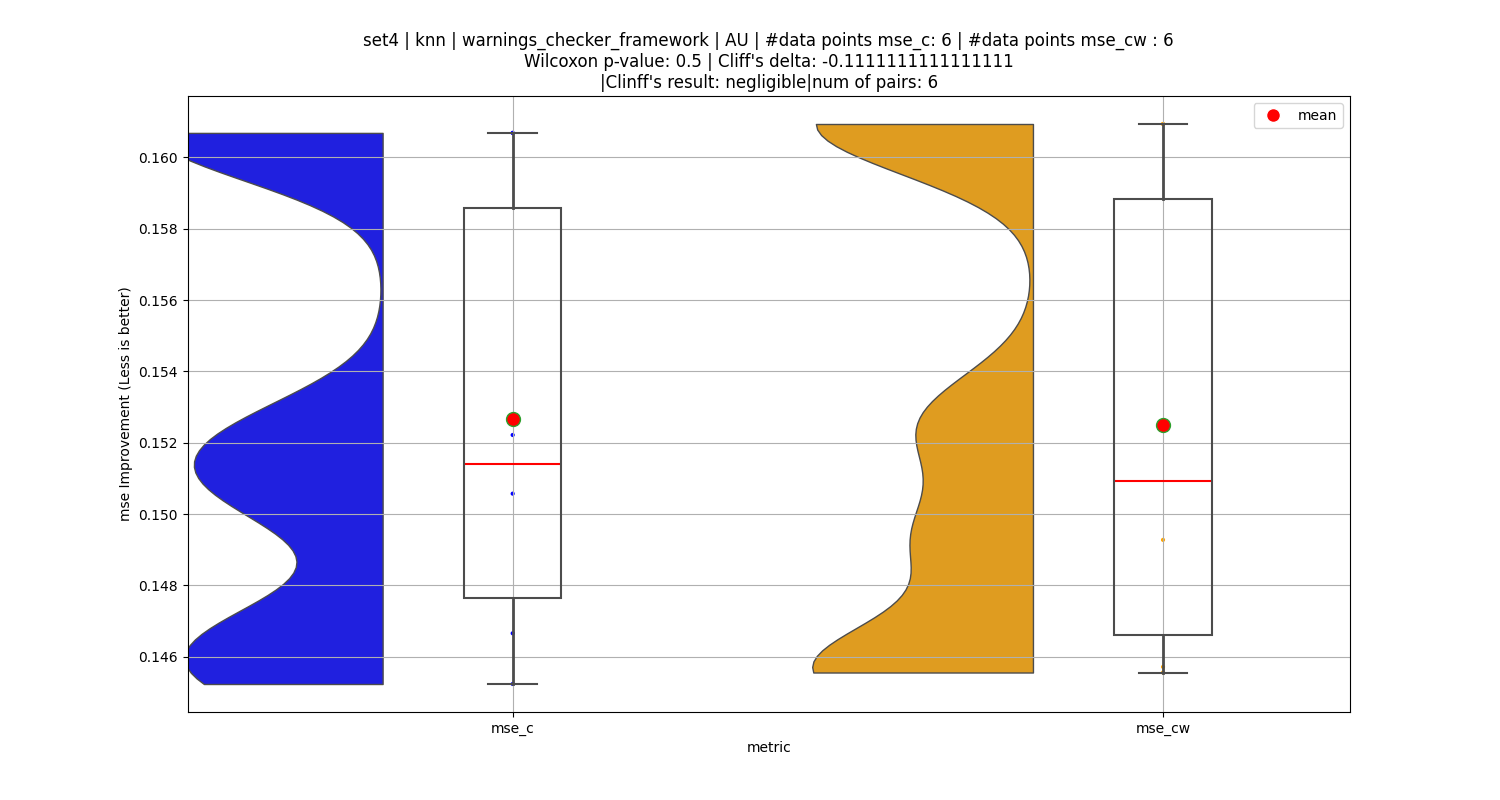 set4 | knn | warnings_checker_framework | AU | #data points mse_c: 6 | #data points mse_cw : 6
Wilcoxon p-value: 0.5 | Cliff's delta: -0.1111111111111111
|Clinff's result: negligible|num of pairs: 6
mean
0.160
0.158
0.156
0.154
0.152
0.150
0.148
0.146
mse Improvement (Less is better)
mse_c
mse_cw
metric